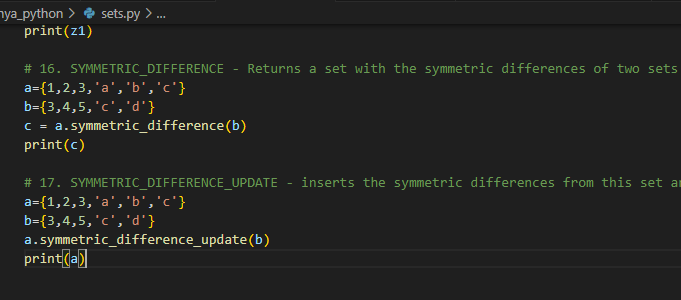 nya_python > sets.py > ...
print(z1)
# 16. SYMMETRIC_DIFFERENCE - Returns a set with the symmetric differences of two sets
a={1,2,3,'a','b','c'}
b={3,4,5,'c','d'}
c = a.symmetric_difference(b)
print(c)
# 17. SYMMETRIC_DIFFERENCE_UPDATE - inserts the symmetric differences from this set
a={1,2,3,'a','b','c'}
b={3,4,5,'c','d'}
a.symmetric_difference_update(b)
print(a)